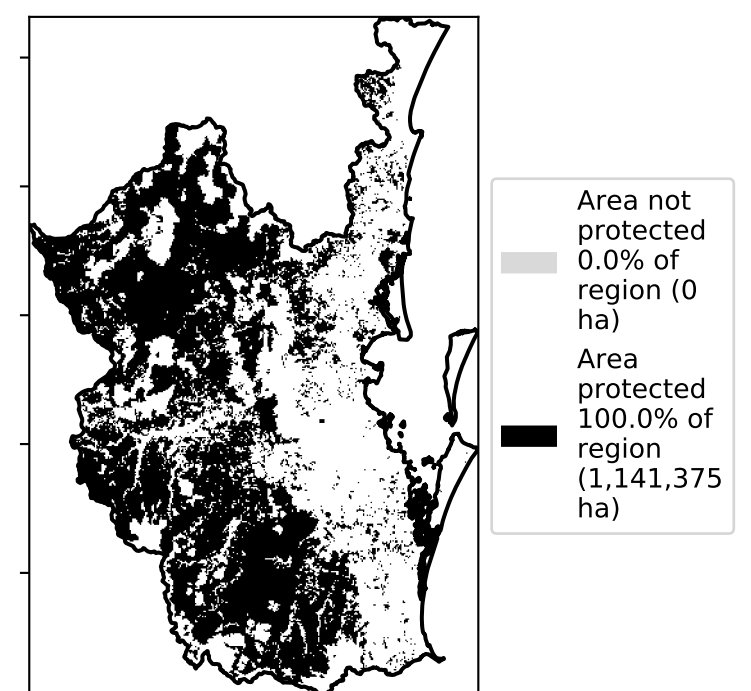 Area not
protected
0.0% of
region (0
ha)
Area
protected
100.0% of
region
(1,141,375
ha)